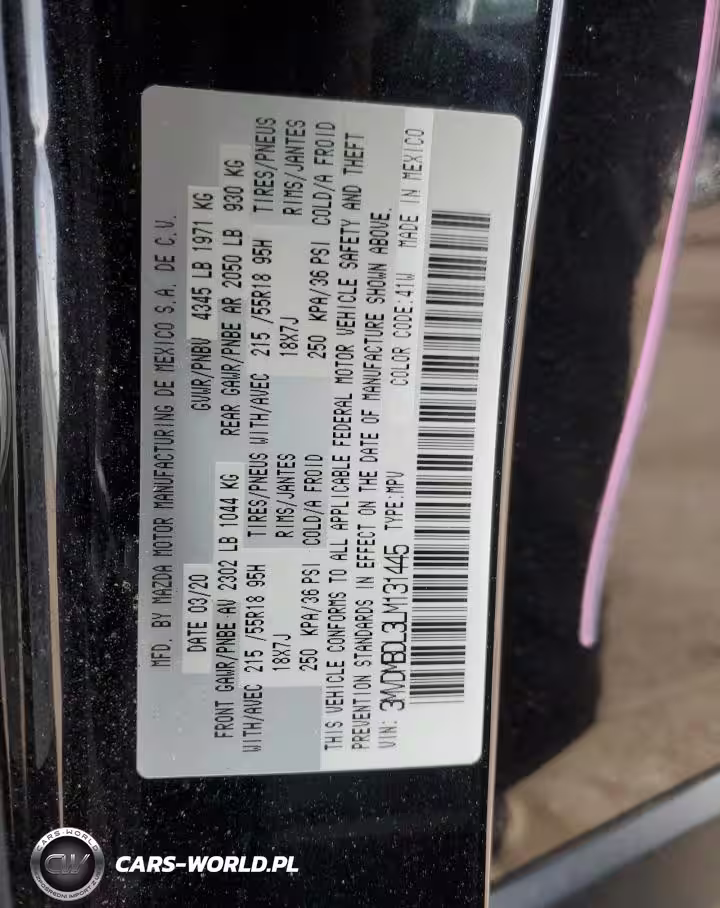 MFD. BY MAZDA MOTOR MANUFACTURING DE MEXICO S.A. DE C.V.
DATE 03/20 GVWR/PNBV 4345 LB 1971 KG
FRONT GAWR/PNBE AV 2302 LB 1044 KG REAR GAWR/PNBE AR 2050 LB 930 KG
WITH/AVEC 215 /55R18 95H TIRES/PNEUS WITH/AVEC 215 /55R18 95H TIRES/PNEUS
18X7J RIMS/JANTES 18X7J RIMS/JANTES
250 KPA/36 PSI COLD/A FROID 250 KPA/36 PSI COLD/A FROID
THIS VEHICLE CONFORMS TO ALL APPLICABLE FEDERAL MOTOR VEHICLE SAFETY AND THEFT
PREVENTION STANDARDS IN EFFECT ON THE DATE OF MANUFACTURE SHOWN ABOVE.
VIN: 3MVDMBDL3LM131445 TYPE:MPV COLOR CODE:41W MADE IN MEXICO
CARS-WORLD
CW
CARS-WORLD.PL